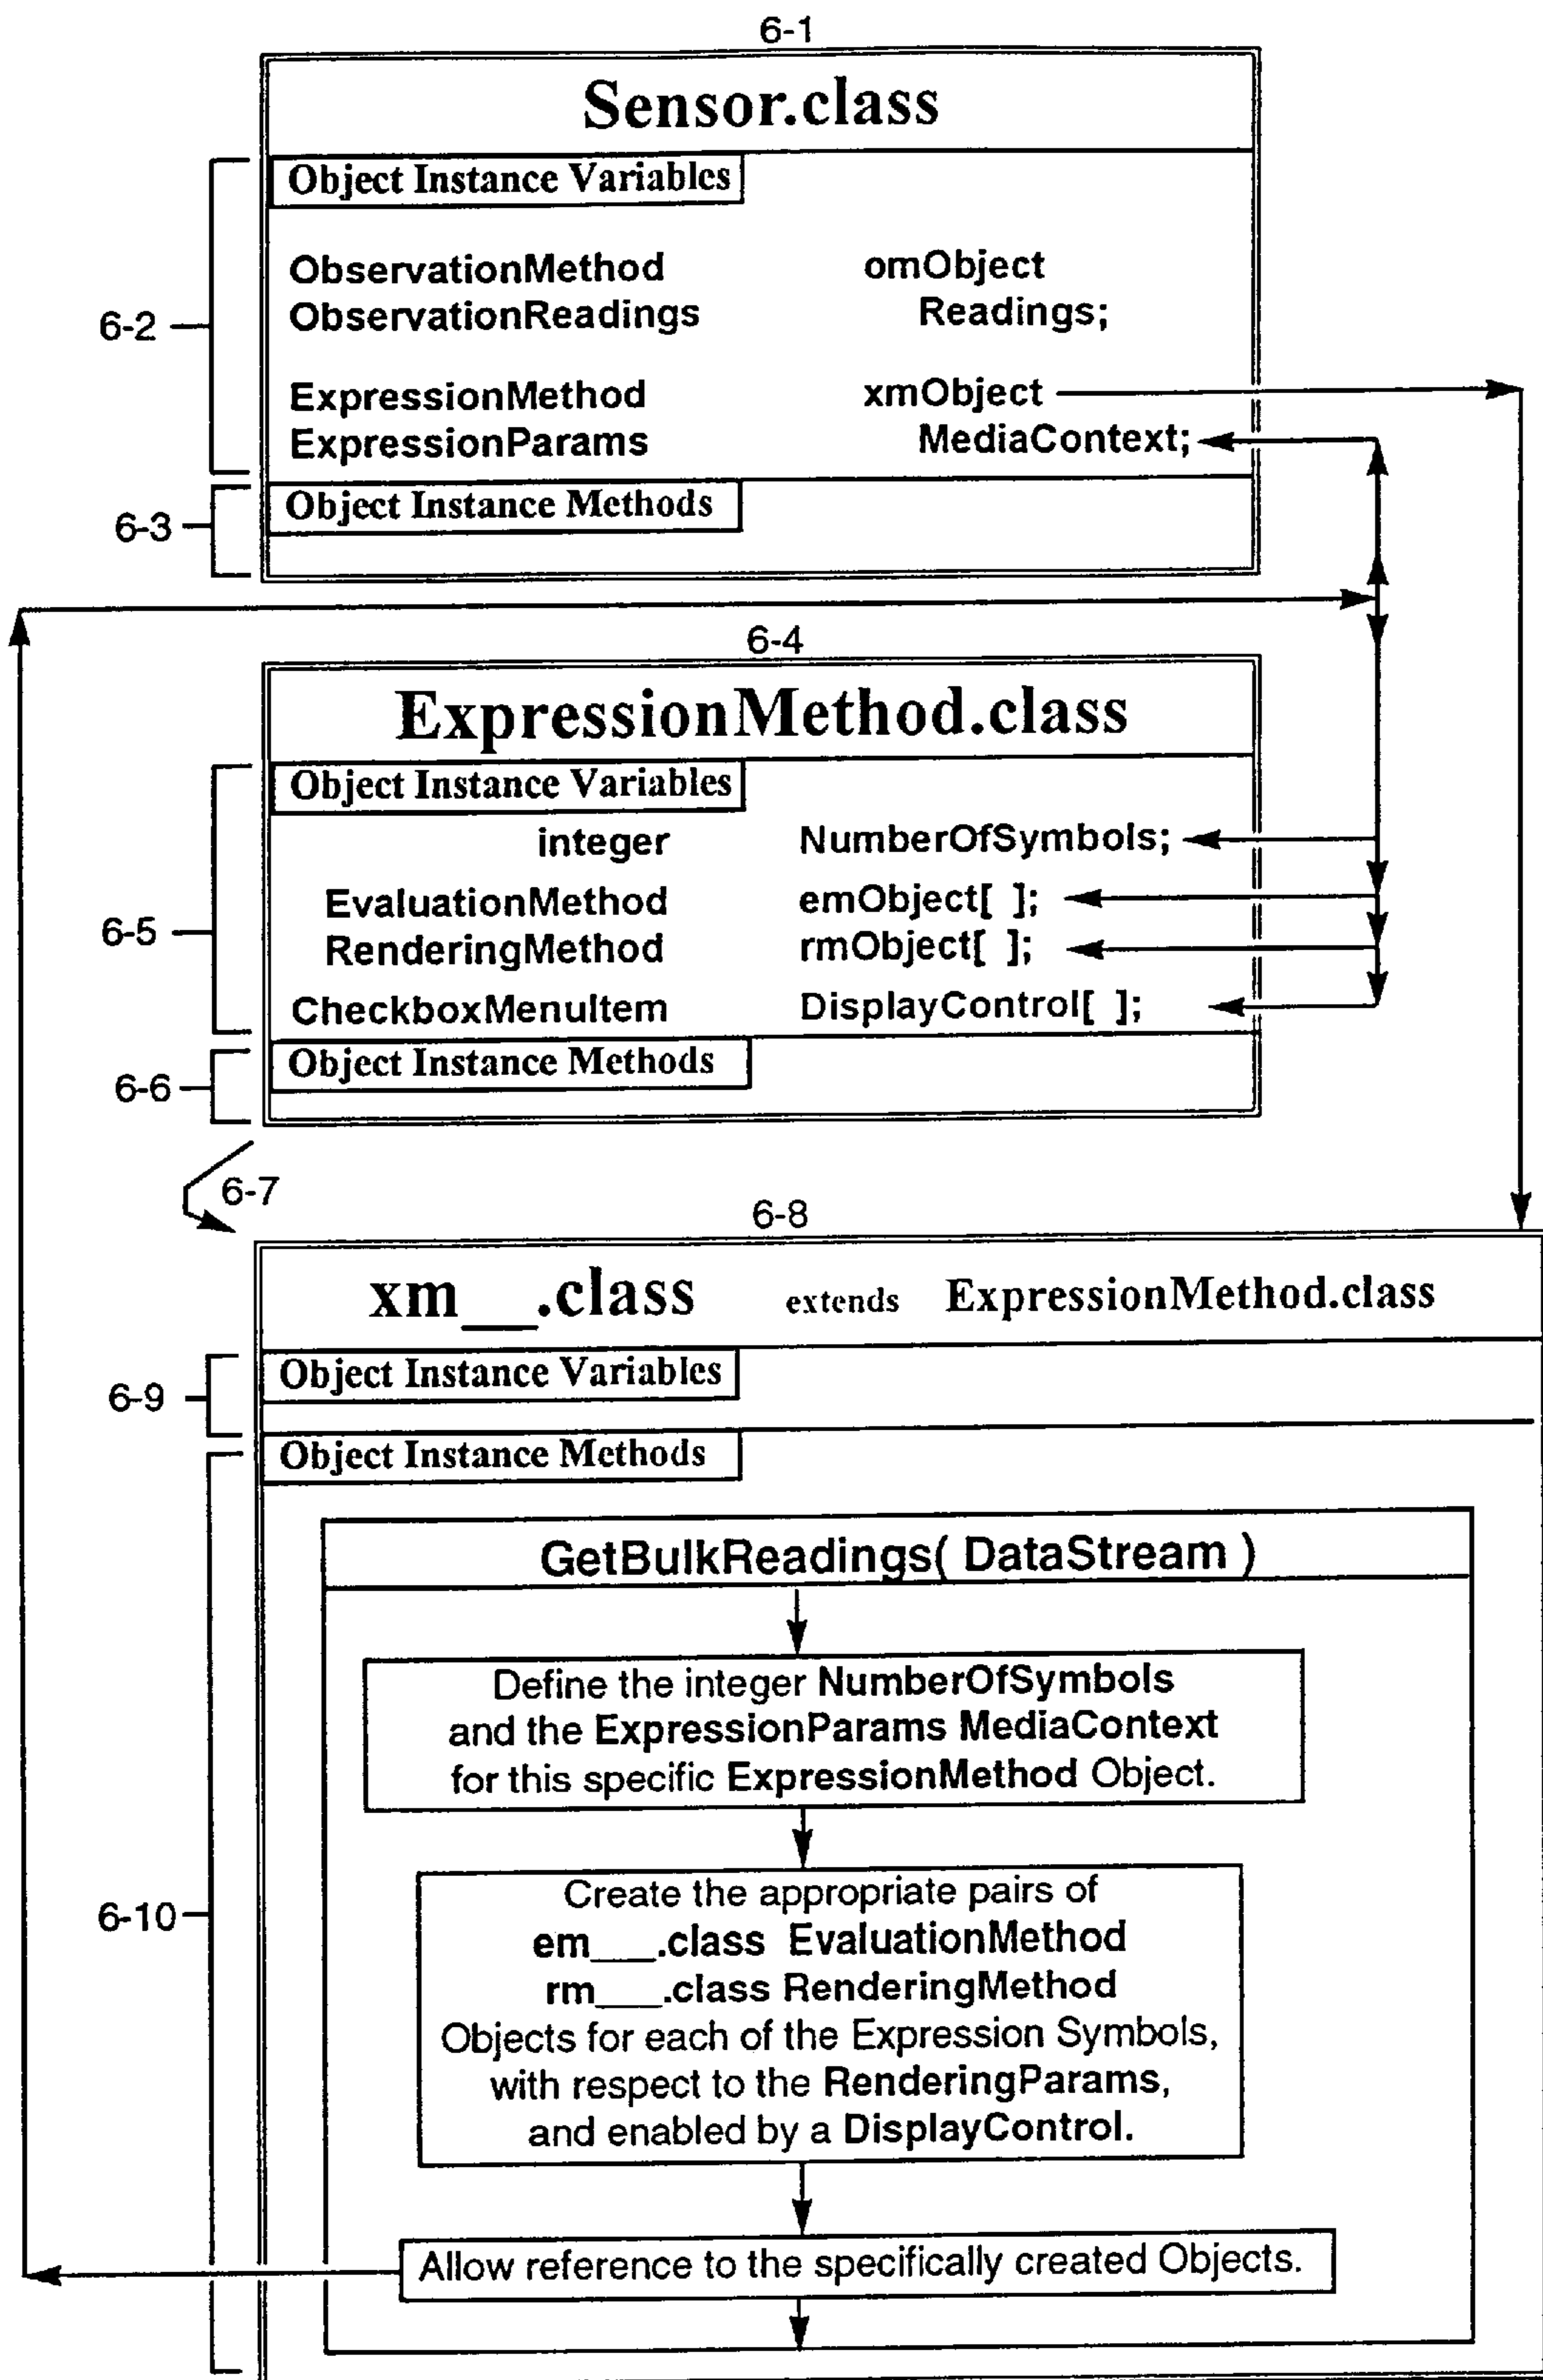 6-1
Sensor.class
Object Instance Variables
ObservationMethod omObject
6-2
ObservationReadings Readings;
ExpressionMethod xmObject
ExpressionParams MediaContext;
Object Instance Methods
6-3
6-4
ExpressionMethod.class
Object Instance Variables
integer NumberOfSymbols;
EvaluationMethod emObject[ ];
6-5
RenderingMethod rmObject[ ];
CheckboxMenuItem DisplayControl[ ];
Object Instance Methods
6-6
6-7
6-8
xm__.class extends ExpressionMethod.class
Object Instance Variables
6-9
Object Instance Methods
GetBulkReadings( DataStream )
Define the integer NumberOfSymbols
and the ExpressionParams MediaContext
for this specific ExpressionMethod Object.
Create the appropriate pairs of
6-10
em___.class EvaluationMethod
rm___.class RenderingMethod
Objects for each of the Expression Symbols,
with respect to the RenderingParams,
and enabled by a DisplayControl.
Allow reference to the specifically created Objects.